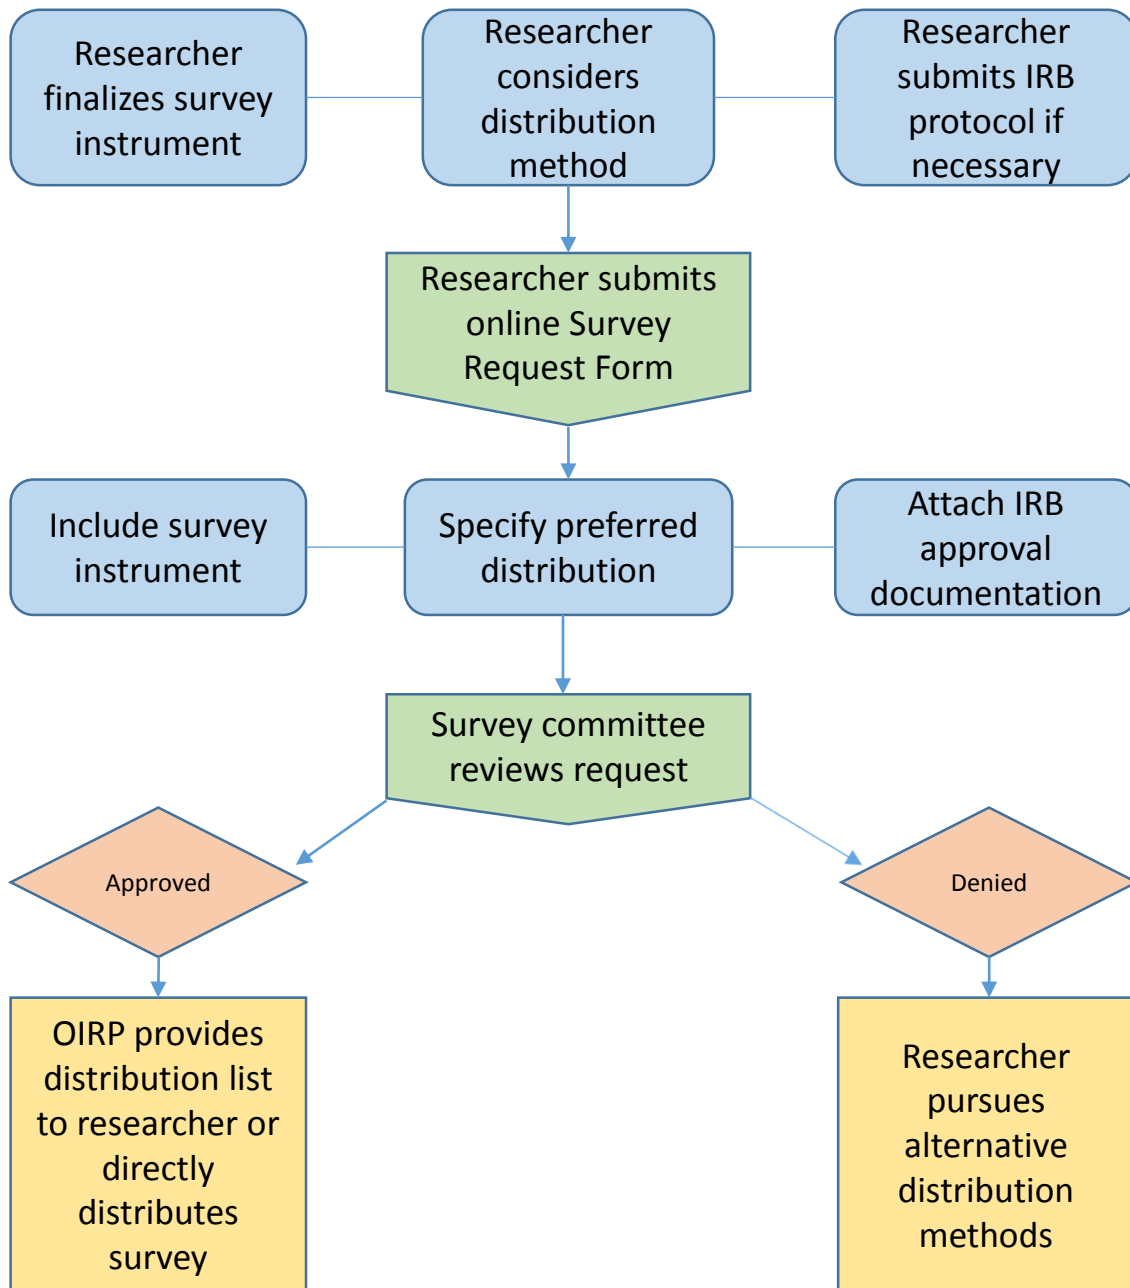 Researcher
finalizes survey
instrument
Researcher
considers
distribution
method
Researcher
submits IRB
protocol if
necessary
Researcher submits
online Survey
Request Form
Include survey
instrument
Specify preferred
distribution
Attach IRB
approval
documentation
Survey committee
reviews request
Approved
Denied
OIRP provides
distribution list
to researcher or
directly
distributes
survey
Researcher
pursues
alternative
distribution
methods